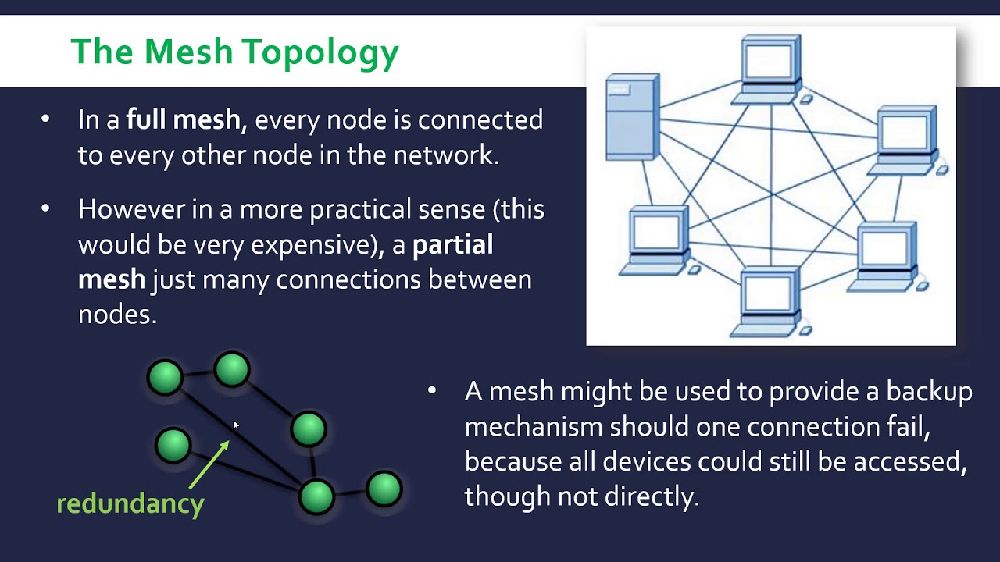 The Mesh Topology
• In a full mesh, every node is connected
to every other node in the network.
• However in a more practical sense (this
would be very expensive), a partial
mesh just many connections between
nodes.
redundancy
• A mesh might be used to provide a backup
mechanism should one connection fail,
because all devices could still be accessed,
though not directly.